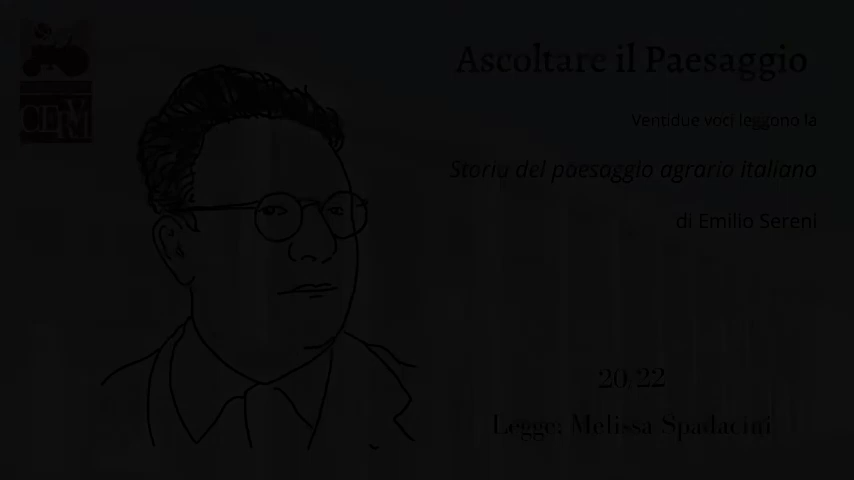 Ascoltare il Paesaggio
Ventidue voci leggono la
Storia del paesaggio agrario italiano
di Emilio Sereni
20/22
Legge: Melissa Spadacini